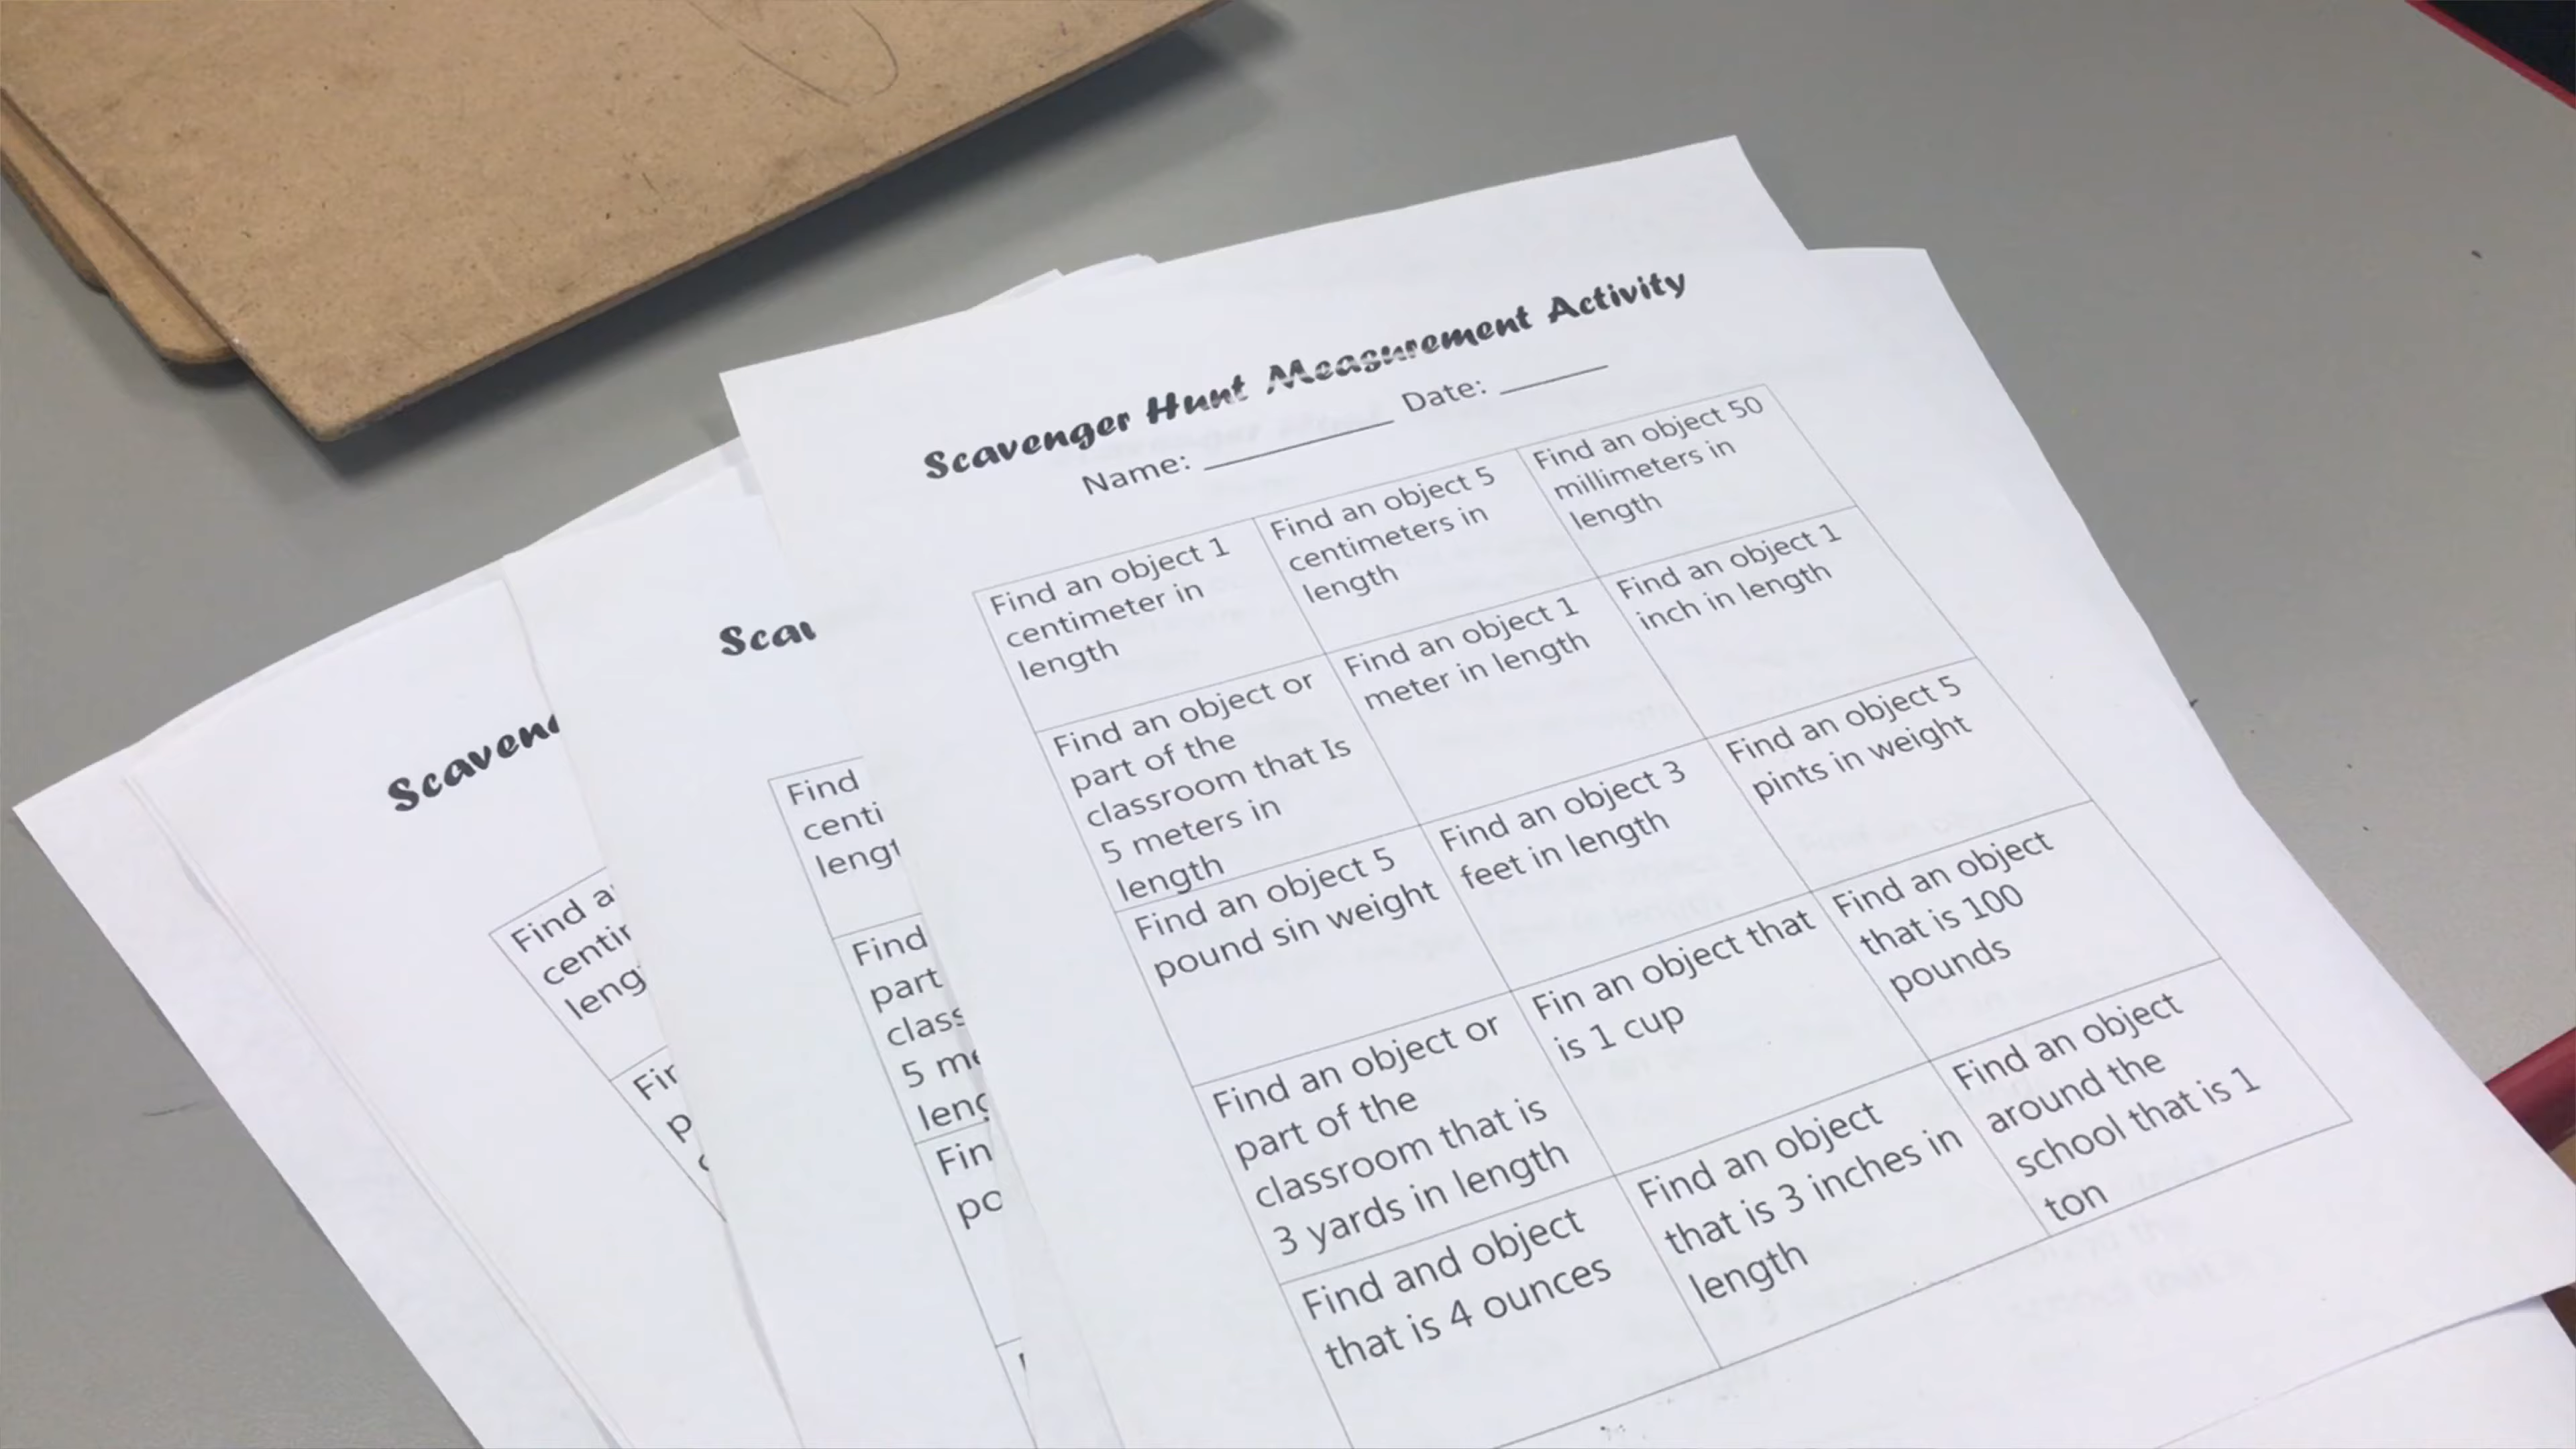 Scavenger Hunt Measurement Activity
Name: __________ Date: ______
Find an object 1
centimeter in
length
Find an object 5
centimeters in
length
Find an object 50
millimeters in
length
Find an object or
part of the
classroom that Is
5 meters in
length
Find an object 1
meter in length
Find an object 1
inch in length
Find an object 5
pound sin weight
Find an object 3
feet in length
Find an object 5
pints in weight
Find an object or
part of the
classroom that is
3 yards in length
Fin an object that
is 1 cup
Find an object
that is 100
pounds
Find and object
that is 4 ounces
Find an object
that is 3 inches in
length
Find an object
around the
school that is 1
ton
Scav
Find
centi
lengt
Find
part
class
5 me
leng
Fin
po
Scaven
Find a
centi
leng
Fin
p